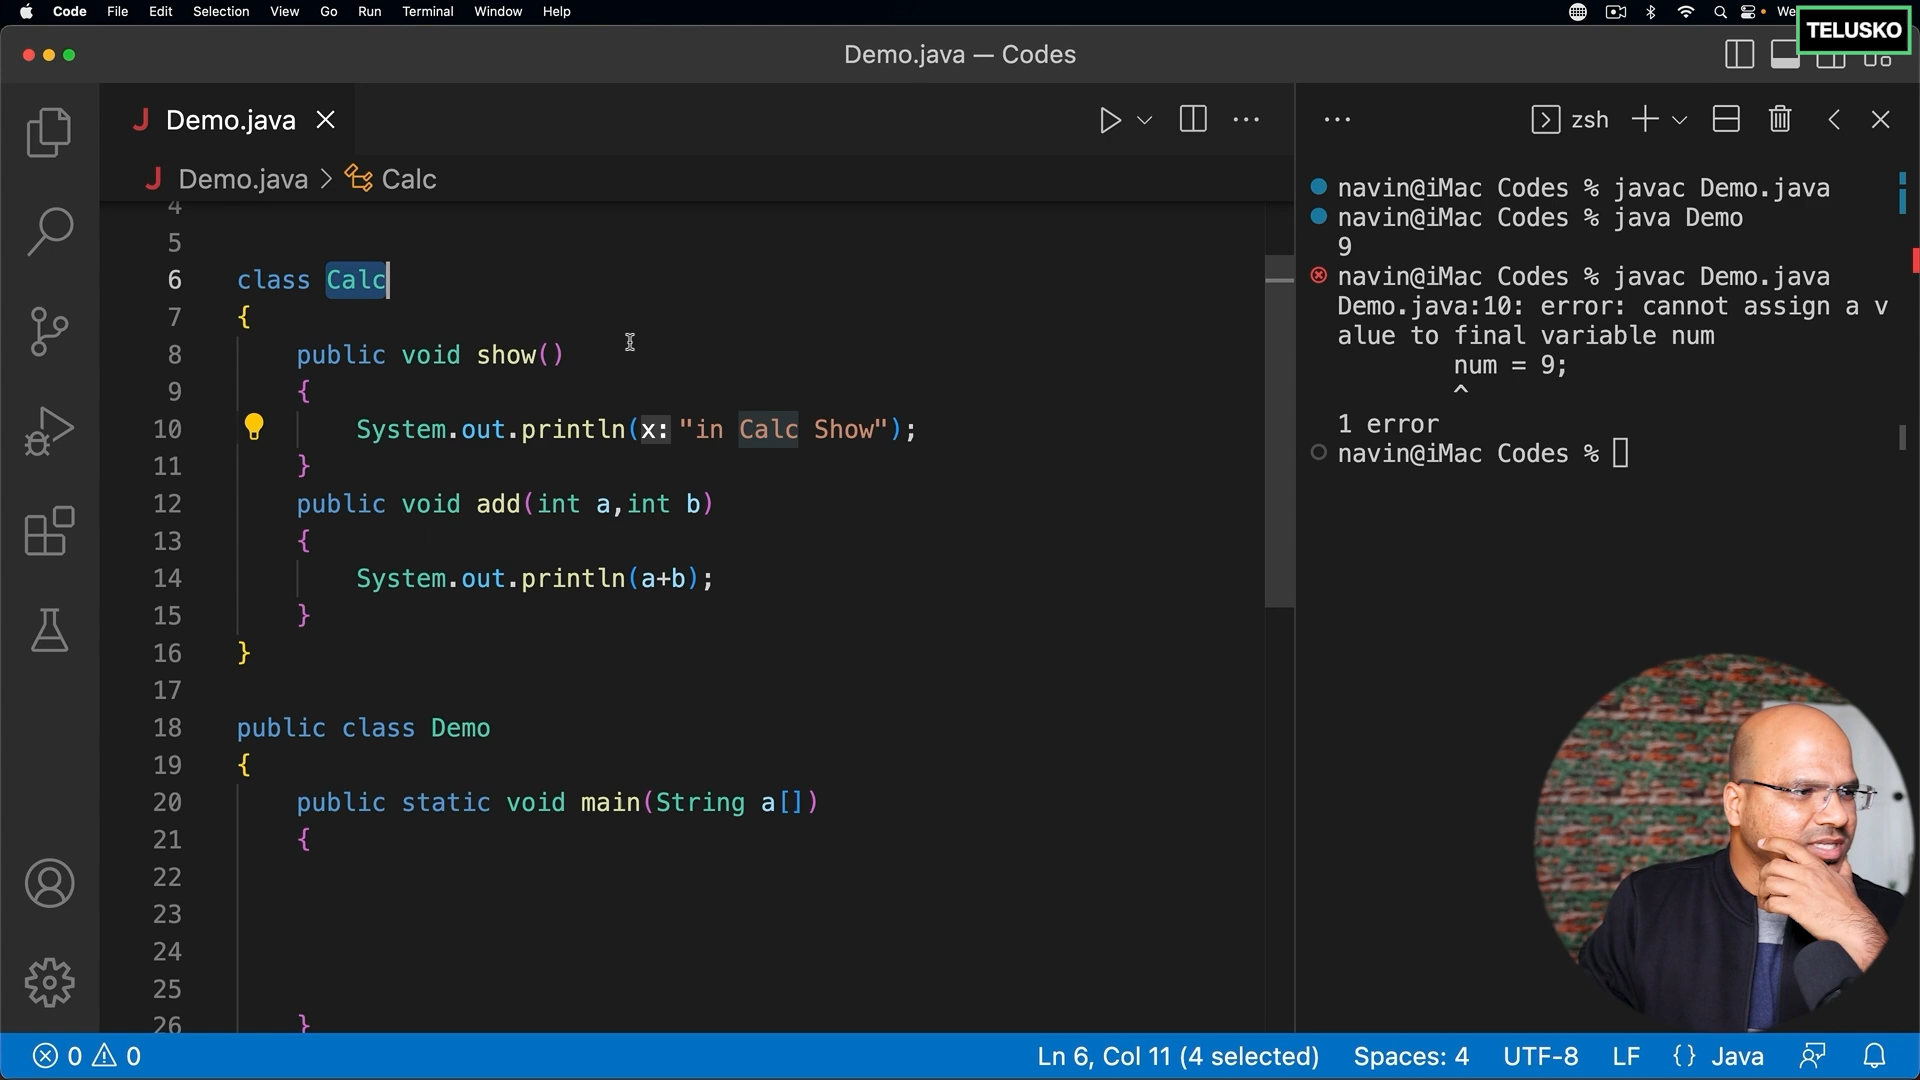 Code File Edit Selection View Go Run Terminal Window Help We
TELUSKO
Demo.java — Codes
Demo.java
zsh
Demo.java > Calc
4
5
6 class Calc
7 {
8 public void show()
9 {
10 System.out.println(x: "in Calc Show");
11 }
12 public void add(int a,int b)
13 {
14 System.out.println(a+b);
15 }
16 }
17
18 public class Demo
19 {
20 public static void main(String a[])
21 {
22
23
24
25
26 }
navin@iMac Codes % javac Demo.java
navin@iMac Codes % java Demo
9
navin@iMac Codes % javac Demo.java
Demo.java:10: error: cannot assign a v
alue to final variable num
num = 9;
^
1 error
navin@iMac Codes %
0 0 Ln 6, Col 11 (4 selected) Spaces: 4 UTF-8 LF {} Java